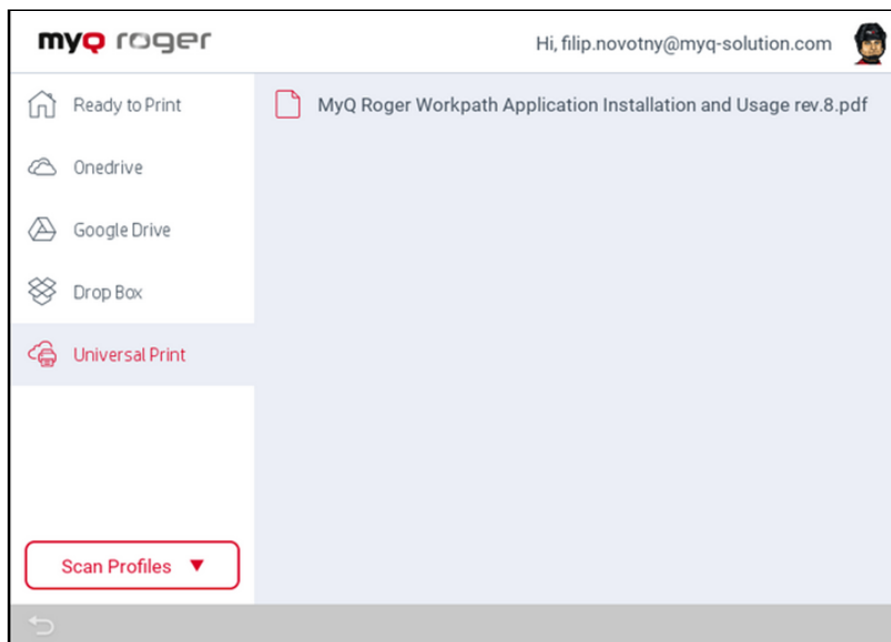 myQ roger
Hi, filip.novotny@myq-solution.com
Ready to Print
MyQ Roger Workpath Application Installation and Usage rev.8.pdf
Onedrive
Google Drive
Drop Box
Universal Print
Scan Profiles